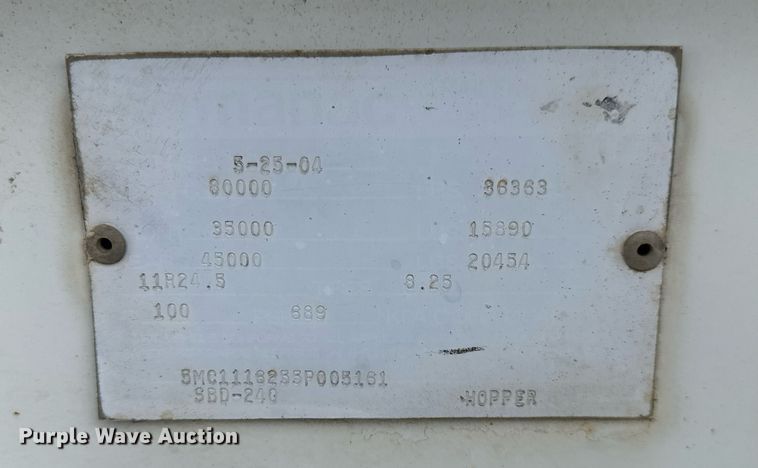 5-25-04
80000 36363
35000 15890
45000 20454
11R24.5 8.25
100 689
5MC1116255P005161
SBD-240 HOPPER
Purple Wave Auction